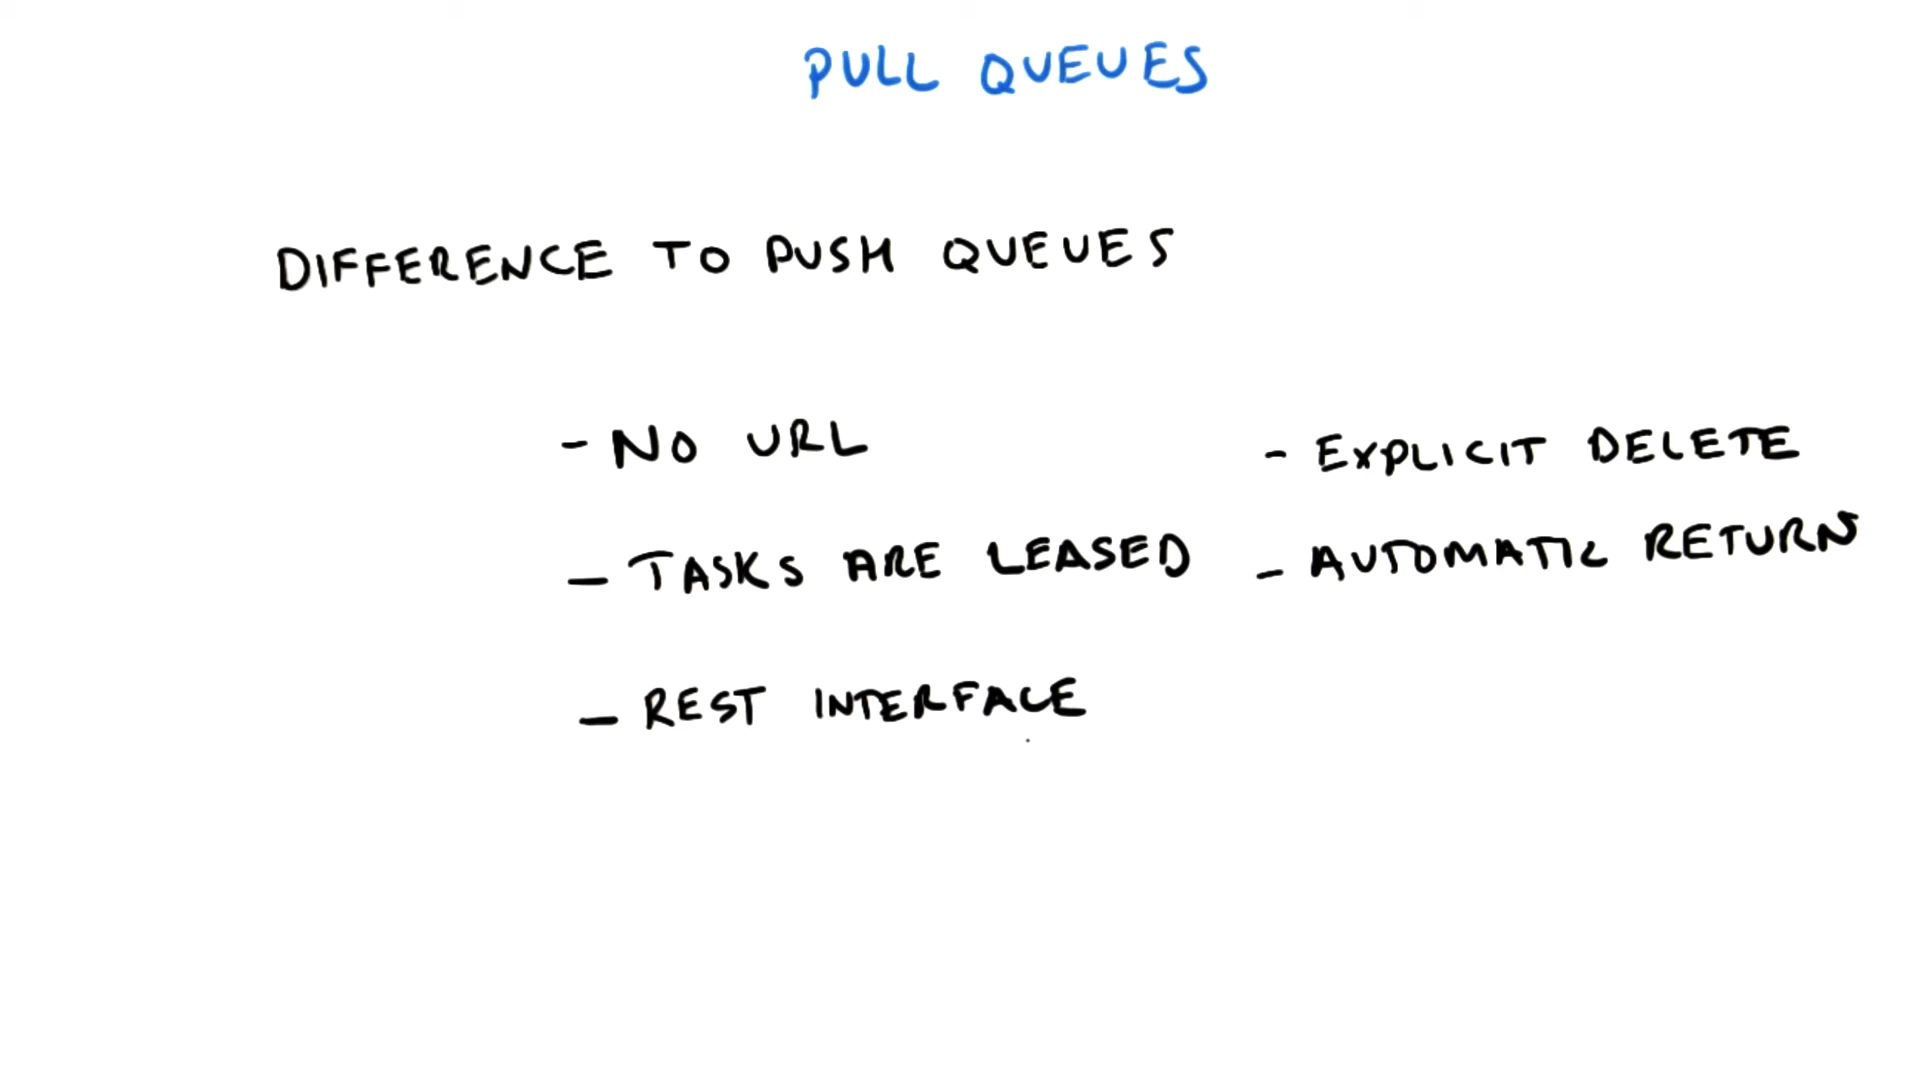 PULL QUEUES
DIFFERENCE TO PUSH QUEUES
- NO URL
- TASKS ARE LEASED
- REST INTERFACE
- EXPLICIT DELETE
- AUTOMATIC RETURN